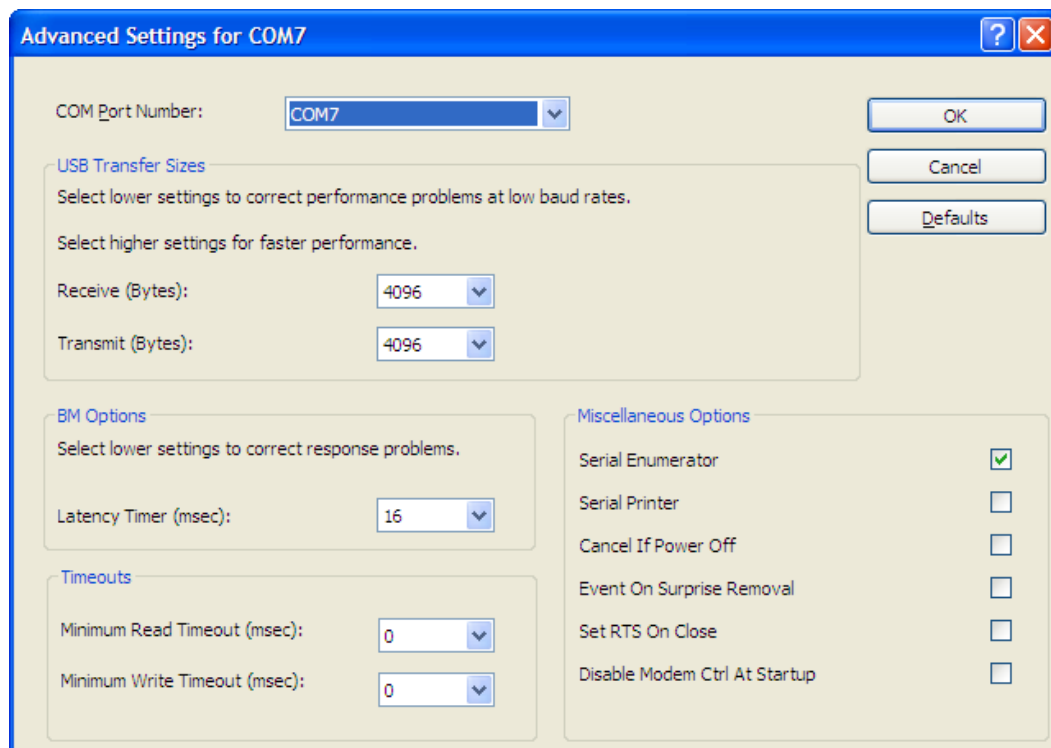 Advanced Settings for COM7
COM Port Number:
COM7
OK
Cancel
Defaults
USB Transfer Sizes
Select lower settings to correct performance problems at low baud rates.
Select higher settings for faster performance.
Receive (Bytes):
4096
Transmit (Bytes):
4096
BM Options
Select lower settings to correct response problems.
Latency Timer (msec):
16
Timeouts
Minimum Read Timeout (msec):
0
Minimum Write Timeout (msec):
0
Miscellaneous Options
Serial Enumerator
Serial Printer
Cancel If Power Off
Event On Surprise Removal
Set RTS On Close
Disable Modem Ctrl At Startup